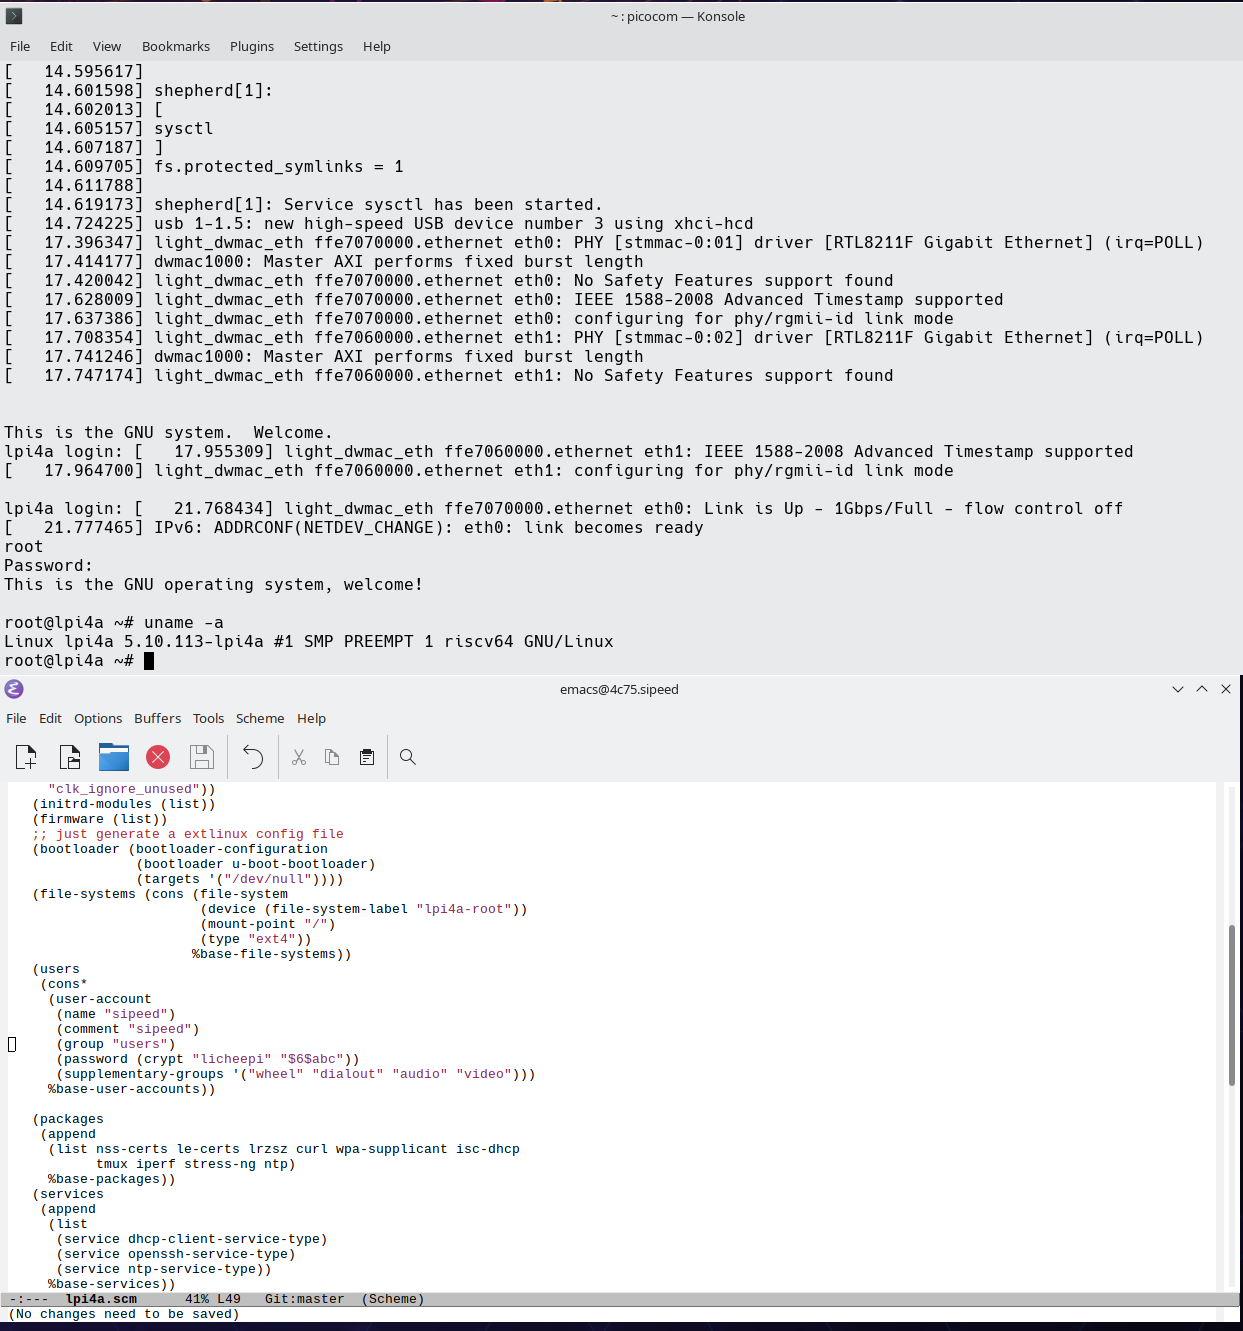 ~ : picocom — Konsole
File Edit View Bookmarks Plugins Settings Help
[   14.595617]
[   14.601598] shepherd[1]:
[   14.602013] [
[   14.605157] sysctl
[   14.607187] ]
[   14.609705] fs.protected_symlinks = 1
[   14.611788]
[   14.619173] shepherd[1]: Service sysctl has been started.
[   14.724225] usb 1-1.5: new high-speed USB device number 3 using xhci-hcd
[   17.396347] light_dwmac_eth ffe7070000.ethernet eth0: PHY [stmmac-0:01] driver [RTL8211F Gigabit Ethernet] (irq=POLL)
[   17.414177] dwmac1000: Master AXI performs fixed burst length
[   17.420042] light_dwmac_eth ffe7070000.ethernet eth0: No Safety Features support found
[   17.628009] light_dwmac_eth ffe7070000.ethernet eth0: IEEE 1588-2008 Advanced Timestamp supported
[   17.637386] light_dwmac_eth ffe7070000.ethernet eth0: configuring for phy/rgmii-id link mode
[   17.708354] light_dwmac_eth ffe7060000.ethernet eth1: PHY [stmmac-0:02] driver [RTL8211F Gigabit Ethernet] (irq=POLL)
[   17.741246] dwmac1000: Master AXI performs fixed burst length
[   17.747174] light_dwmac_eth ffe7060000.ethernet eth1: No Safety Features support found
This is the GNU system.  Welcome.
lpi4a login: [   17.955309] light_dwmac_eth ffe7060000.ethernet eth1: IEEE 1588-2008 Advanced Timestamp supported
[   17.964700] light_dwmac_eth ffe7060000.ethernet eth1: configuring for phy/rgmii-id link mode
lpi4a login: [   21.768434] light_dwmac_eth ffe7070000.ethernet eth0: Link is Up - 1Gbps/Full - flow control off
[   21.777465] IPv6: ADDRCONF(NETDEV_CHANGE): eth0: link becomes ready
root
Password:
This is the GNU operating system, welcome!
root@lpi4a ~# uname -a
Linux lpi4a 5.10.113-lpi4a #1 SMP PREEMPT 1 riscv64 GNU/Linux
root@lpi4a ~#
emacs@4c75.sipeed
File Edit Options Buffers Tools Scheme Help
"clk_ignore_unused"))
(initrd-modules (list))
(firmware (list))
;; just generate a extlinux config file
(bootloader (bootloader-configuration
(bootloader u-boot-bootloader)
(targets '("/dev/null"))))
(file-systems (cons (file-system
(device (file-system-label "lpi4a-root"))
(mount-point "/")
(type "ext4"))
%base-file-systems))
(users
(cons*
(user-account
(name "sipeed")
(comment "sipeed")
(group "users")
(password (crypt "licheepi" "$6$abc"))
(supplementary-groups '("wheel" "dialout" "audio" "video")))
%base-user-accounts))
(packages
(append
(list nss-certs le-certs lrzsz curl wpa-supplicant isc-dhcp
tmux iperf stress-ng ntp)
%base-packages))
(services
(append
(list
(service dhcp-client-service-type)
(service openssh-service-type)
(service ntp-service-type))
%base-services))
-:---  lpi4a.scm      41% L49   Git:master  (Scheme)
(No changes need to be saved)